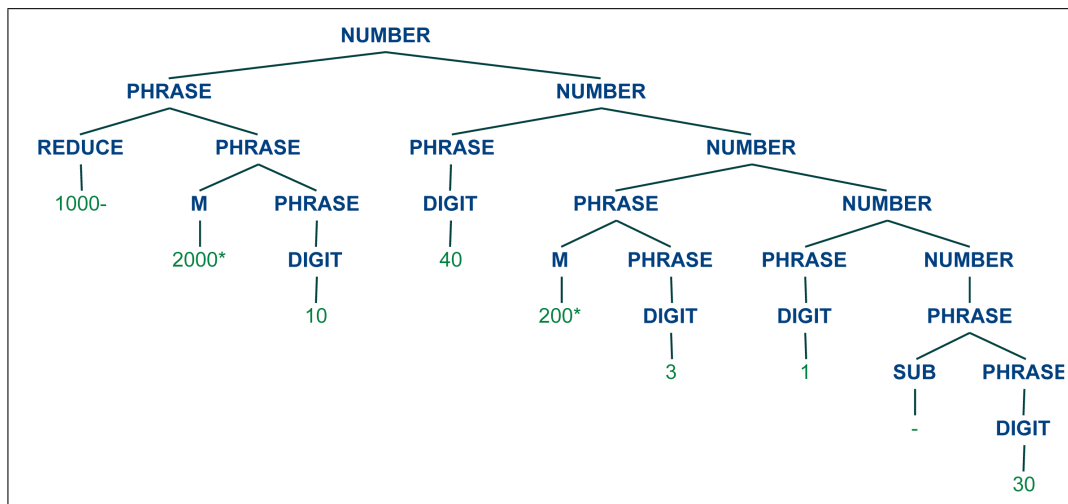 NUMBER
PHRASE NUMBER
REDUCE PHRASE PHRASE NUMBER
1000- M PHRASE DIGIT PHRASE NUMBER
2000* DIGIT 40 M PHRASE PHRASE NUMBER
10 200* DIGIT DIGIT PHRASE
3 1 SUB PHRASE
- DIGIT
30